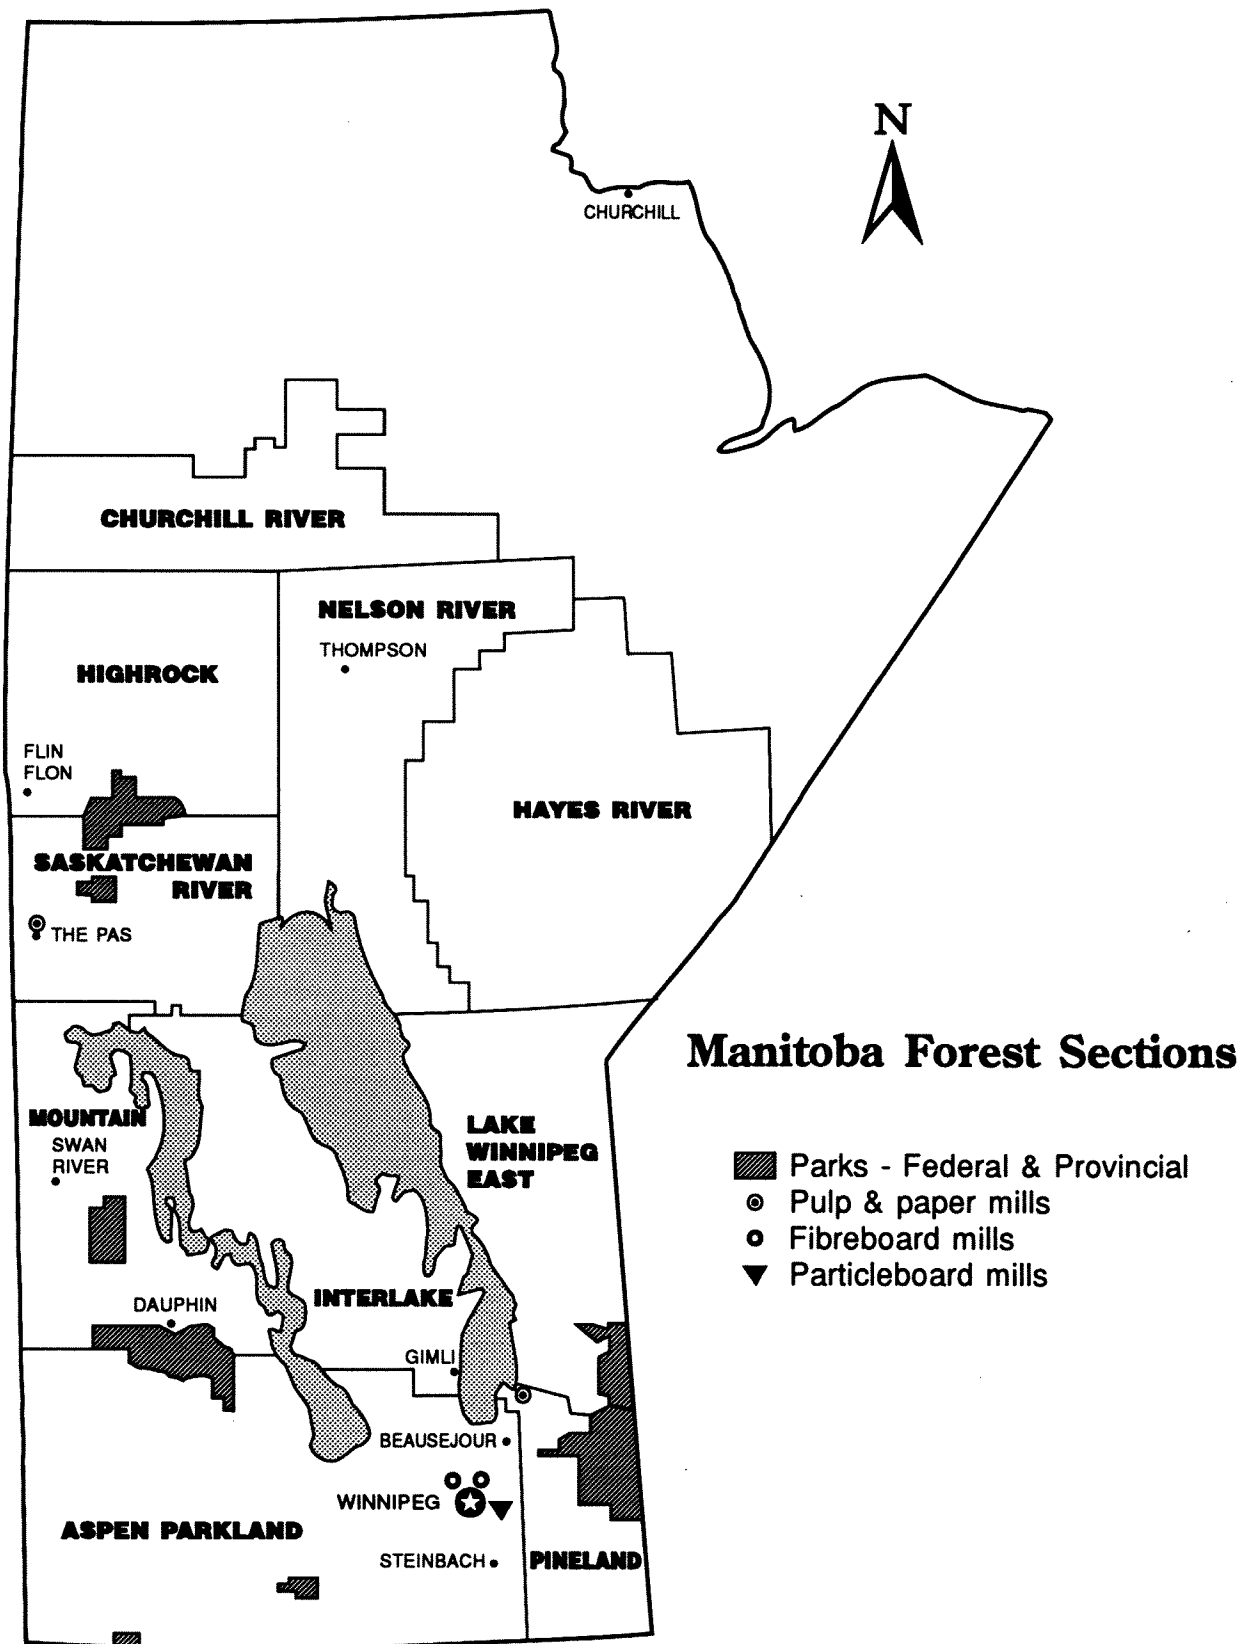 N
CHURCHILL
CHURCHILL RIVER
NELSON RIVER
THOMPSON
HIGHROCK
FLIN
FLON
HAYES RIVER
SASKATCHEWAN
RIVER
THE PAS
Manitoba Forest Sections
MOUNTAIN
SWAN
RIVER
LAKE
WINNIPEG
EAST
Parks - Federal & Provincial
Pulp & paper mills
Fibreboard mills
Particleboard mills
INTERLAKE
DAUPHIN
GIMLI
BEAUSEJOUR
WINNIPEG
ASPEN PARKLAND
STEINBACH
PINELAND